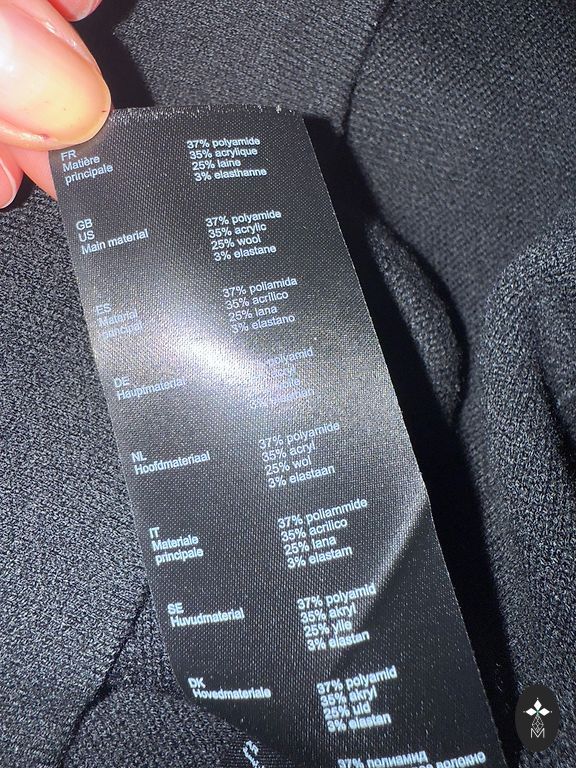 FR
Matière
principale
37% polyamide
35% acrylique
25% laine
3% elasthanne
GB
US
Main material
37% polyamide
35% acrylic
25% wool
3% elastane
ES
Material
principal
37% poliamida
35% acrílico
25% lana
3% elastano
DE
Hauptmaterial
polyamid
NL
Hoofdmateriaal
37% polyamide
35% acryl
25% wol
3% elastaan
IT
Materiale
principale
37% poliammide
35% acrilico
25% lana
3% elastam
SE
Huvudmaterial
37% polyamid
35% akryl
25% ylle
3% elastan
DK
Hovedmateriale
37% polyamid
35% akryl
25% uld
3% elastan
37% полиамид
волокно
M